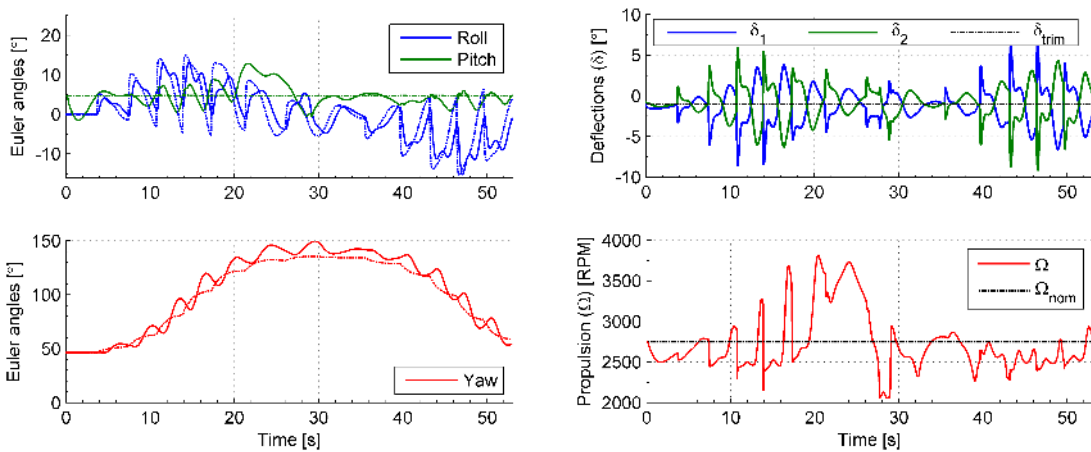 Euler angles [°]
20
10
0
-10
0 10 20 30 40 50
Roll
Pitch
Deflections (δ) [°]
10
5
0
-5
-10
0 10 20 30 40 50
δ1 δ2 δtrim
Euler angles [°]
150
100
50
0
0 10 20 30 40 50
Time [s]
Yaw
Propulsion (Ω) [RPM]
4000
3500
3000
2500
2000
0 10 20 30 40 50
Time [s]
Ω
Ωnom